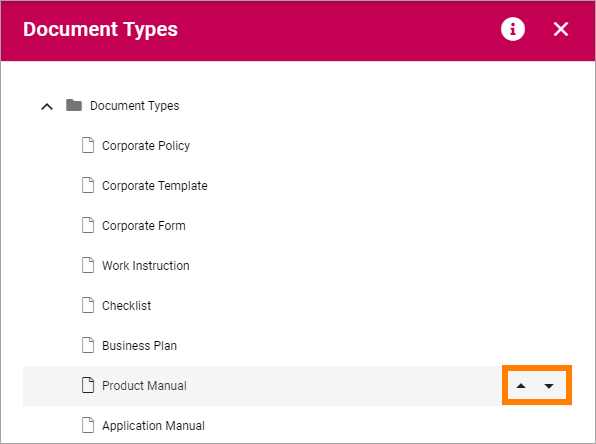 Document Types
Document Types
Corporate Policy
Corporate Template
Corporate Form
Work Instruction
Checklist
Business Plan
Product Manual
Application Manual